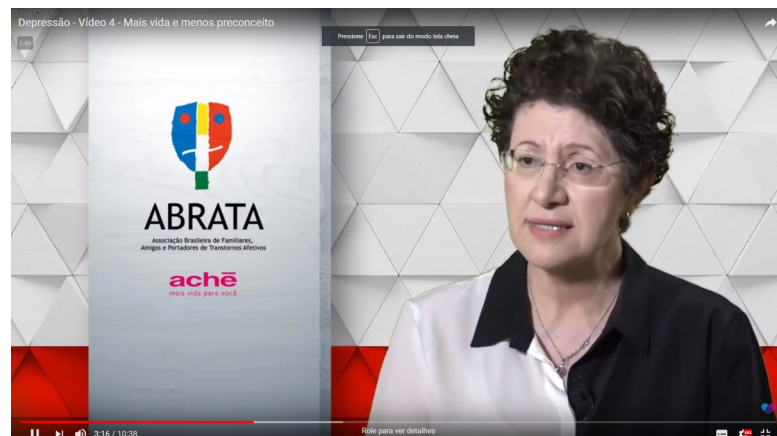 Depressão - Vídeo 4 - Mais vida e menos preconceito
Pressione Esc para sair do modo tela cheia
ABRATA
Associação Brasileira de Familiares,
Amigos e Portadores de Transtornos Afetivos
achē
mais vida para você
3:16 / 10:38
Role para ver detalhes